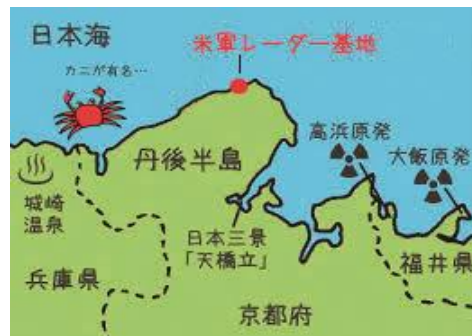 日本海
米軍レーダー基地
カニが有名…
高浜原発
大飯原発
丹後半島
城崎
温泉
日本三景
「天橋立」
福井県
兵庫県
京都府